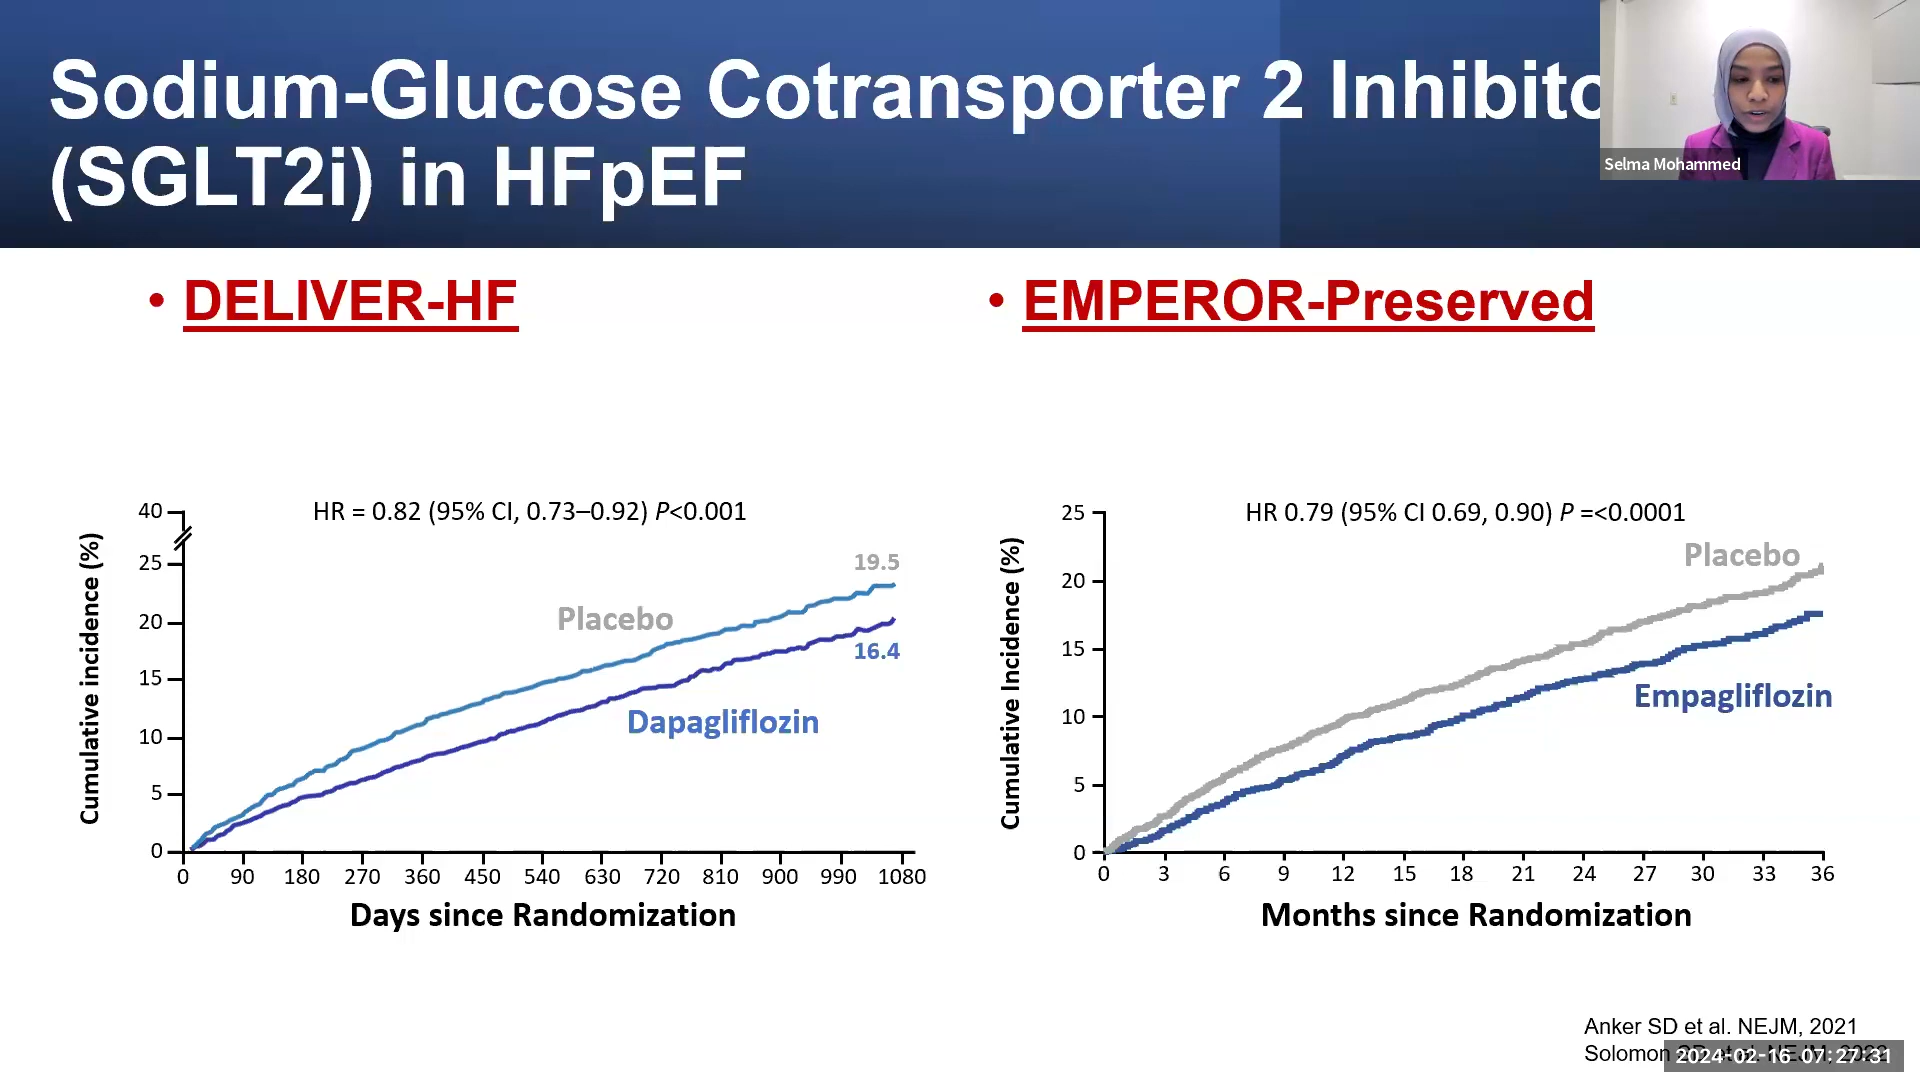 Sodium-Glucose Cotransporter 2 Inhibito
(SGLT2i) in HFpEF
Selma Mohammed
• DELIVER-HF
• EMPEROR-Preserved
HR = 0.82 (95% CI, 0.73–0.92) P<0.001
Cumulative incidence (%)
40
25
20
15
10
5
0
19.5
Placebo
16.4
Dapagliflozin
0 90 180 270 360 450 540 630 720 810 900 990 1080
Days since Randomization
HR 0.79 (95% CI 0.69, 0.90) P =<0.0001
Cumulative Incidence (%)
25
20
15
10
5
0
Placebo
Empagliflozin
0 3 6 9 12 15 18 21 24 27 30 33 36
Months since Randomization
Anker SD et al. NEJM, 2021
Solomon
2024-02-16 07:27:31